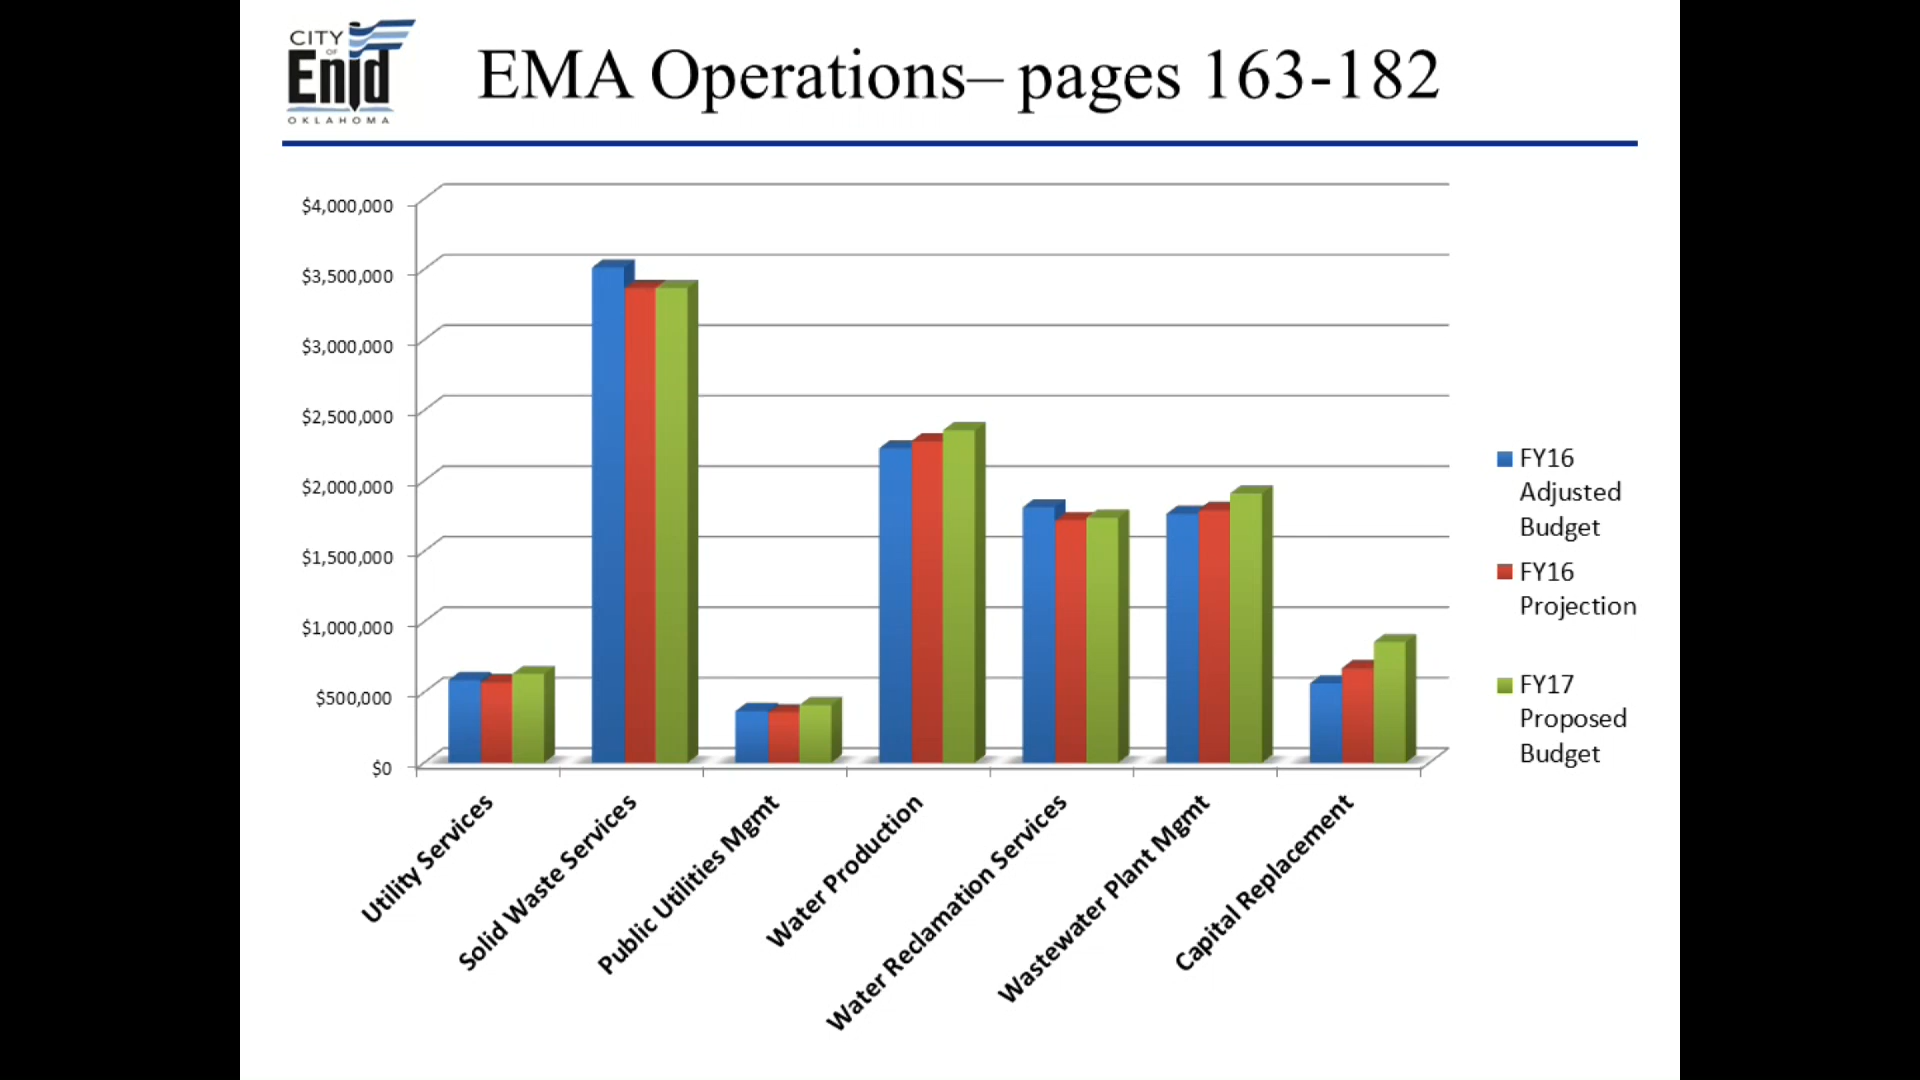 CITY
OF
Enid
OKLAHOMA
EMA Operations– pages 163-182
$4,000,000
$3,500,000
$3,000,000
$2,500,000
$2,000,000
$1,500,000
$1,000,000
$500,000
$0
Utility Services
Solid Waste Services
Public Utilities Mgmt
Water Production
Water Reclamation Services
Wastewater Plant Mgmt
Capital Replacement
FY16
Adjusted
Budget
FY16
Projection
FY17
Proposed
Budget